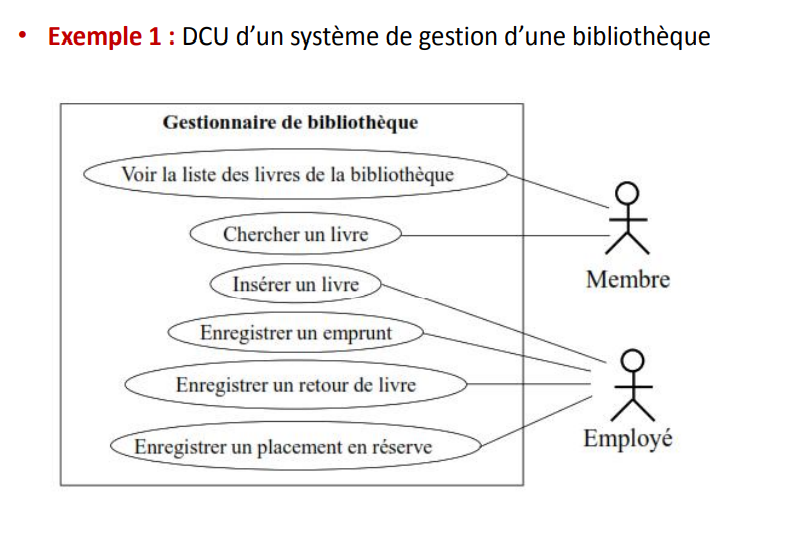 • Exemple 1 : DCU d’un système de gestion d’une bibliothèque
Gestionnaire de bibliothèque
Voir la liste des livres de la bibliothèque
Chercher un livre
Membre
Insérer un livre
Enregistrer un emprunt
Enregistrer un retour de livre
Employé
Enregistrer un placement en réserve